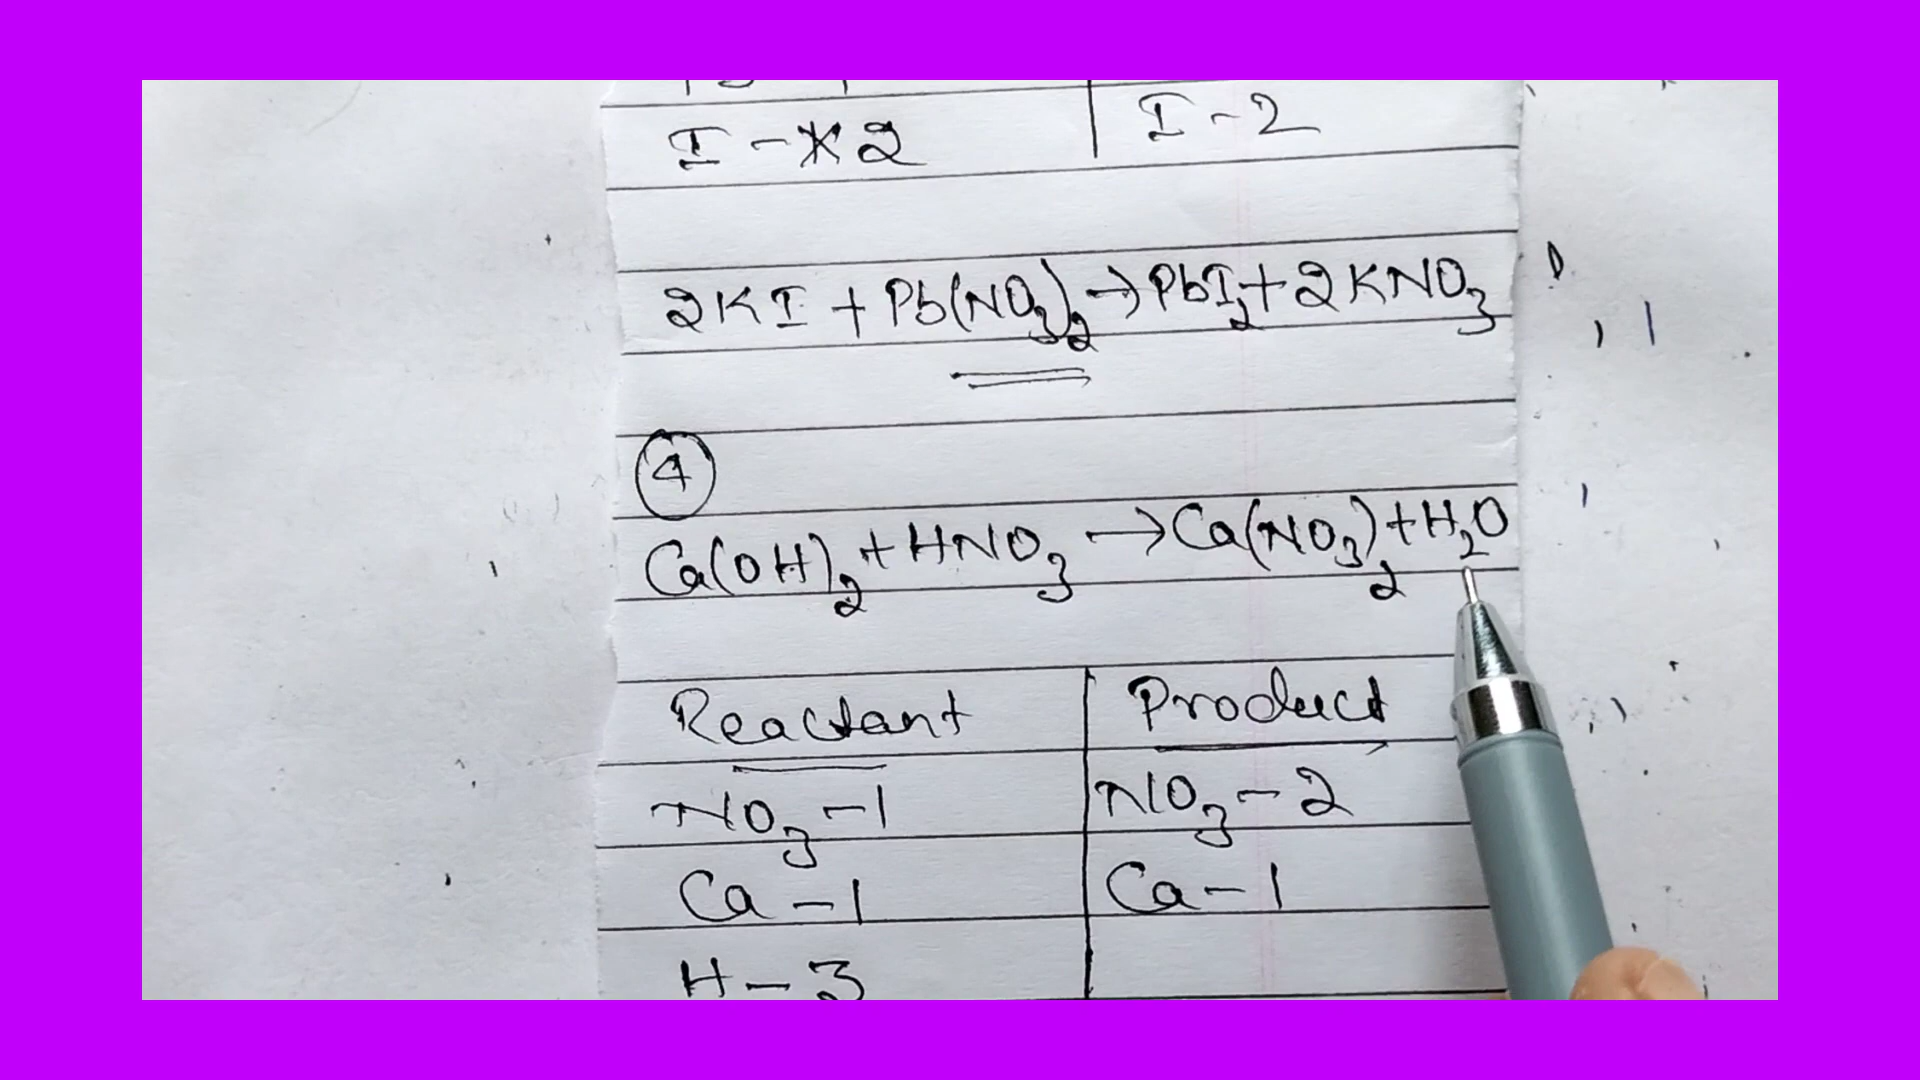 I - 2 I - 2
2KI + Pb(NO₃)₂ → PbI₂ + 2KNO₃
4
Ca(OH)₂ + HNO₃ → Ca(NO₃)₂ + H₂O
Reactant Product
NO₃ - 1 NO₃ - 2
Ca - 1 Ca - 1
H - 3